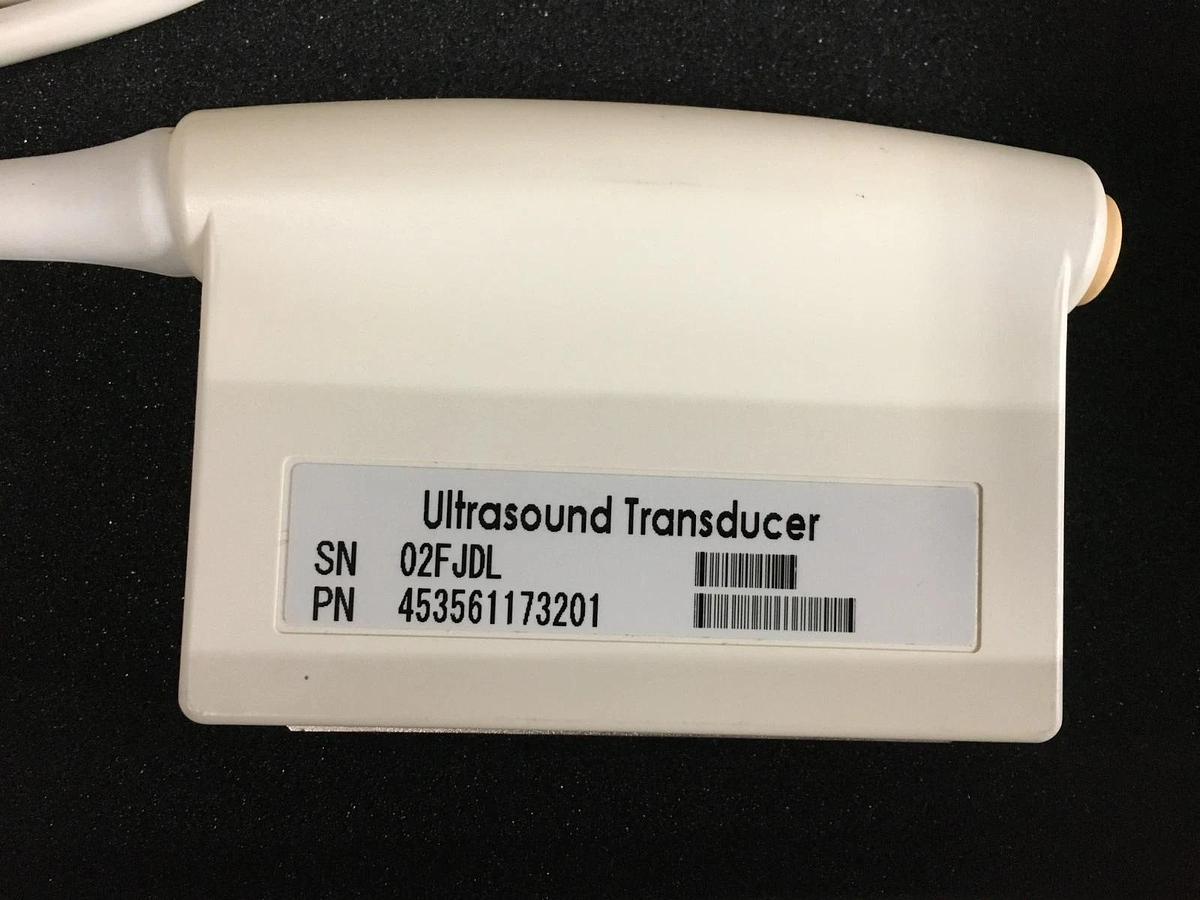 Ultrasound Transducer
SN 02FJDL
PN 453561173201